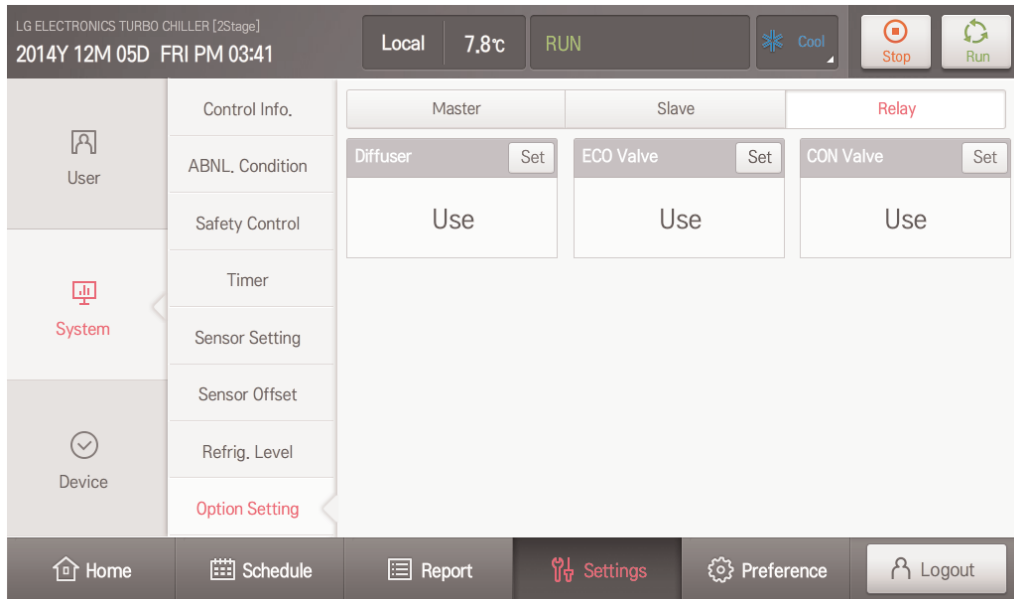 LG ELECTRONICS TURBO CHILLER [2Stage]
2014Y 12M 05D FRI PM 03:41
Local 7.8℃ RUN Cool
Stop Run
User
System
Device
Control Info.
ABNL. Condition
Safety Control
Timer
Sensor Setting
Sensor Offset
Refrig. Level
Option Setting
Master Slave Relay
Diffuser Set ECO Valve Set CON Valve Set
Use Use Use
Home Schedule Report Settings Preference Logout